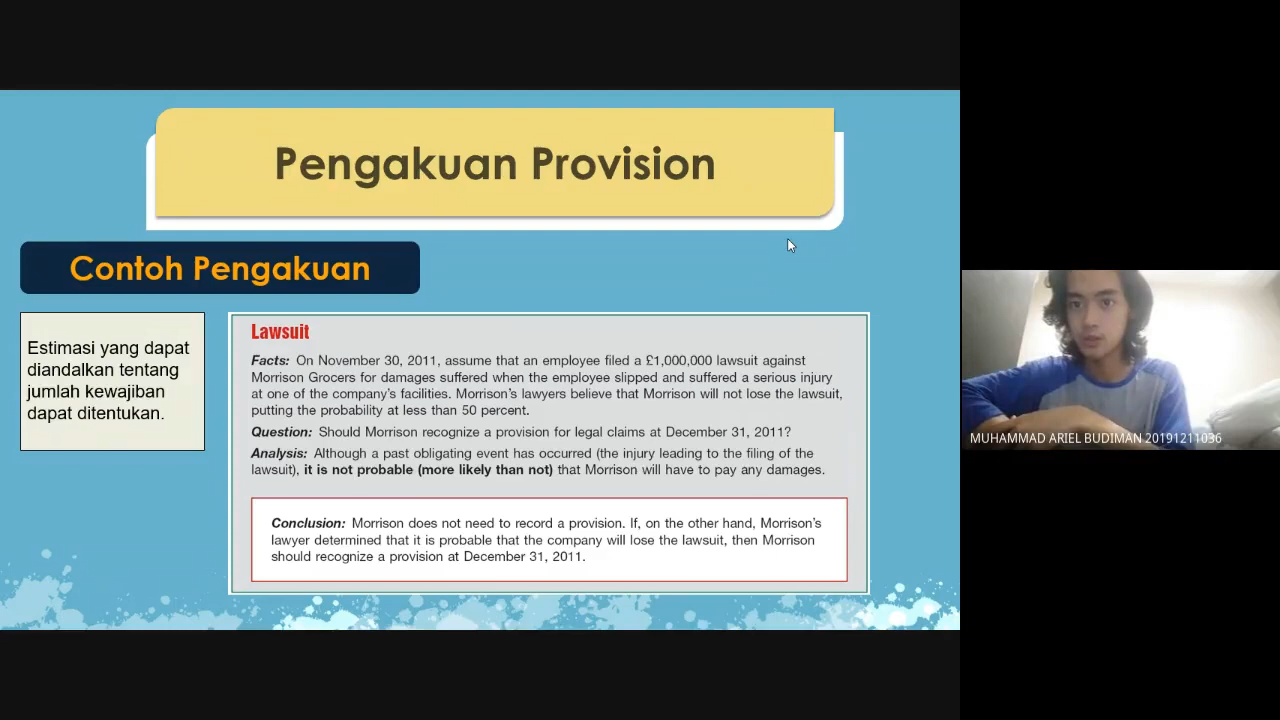 Pengakuan Provision
Contoh Pengakuan
Estimasi yang dapat
diandalkan tentang
jumlah kewajiban
dapat ditentukan.
Lawsuit
Facts: On November 30, 2011, assume that an employee filed a £1,000,000 lawsuit against
Morrison Grocers for damages suffered when the employee slipped and suffered a serious injury
at one of the company's facilities. Morrison's lawyers believe that Morrison will not lose the lawsuit,
putting the probability at less than 50 percent.
Question: Should Morrison recognize a provision for legal claims at December 31, 2011?
Analysis: Although a past obligating event has occurred (the injury leading to the filing of the
lawsuit), it is not probable (more likely than not) that Morrison will have to pay any damages.
Conclusion: Morrison does not need to record a provision. If, on the other hand, Morrison's
lawyer determined that it is probable that the company will lose the lawsuit, then Morrison
should recognize a provision at December 31, 2011.
MUHAMMAD ARIEL BUDIMAN 20191211036